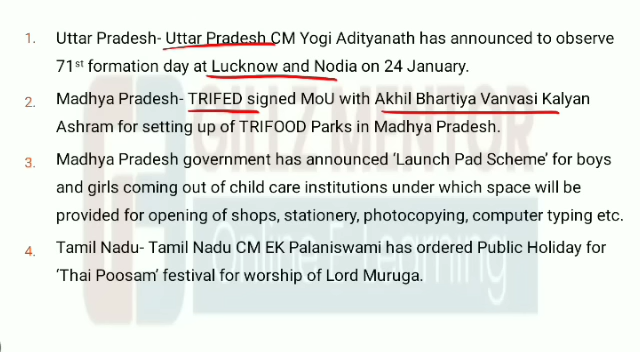 1. Uttar Pradesh- Uttar Pradesh CM Yogi Adityanath has announced to observe
71st formation day at Lucknow and Nodia on 24 January.
2. Madhya Pradesh- TRIFED signed MoU with Akhil Bhartiya Vanvasi Kalyan
Ashram for setting up of TRIFOOD Parks in Madhya Pradesh.
3. Madhya Pradesh government has announced ‘Launch Pad Scheme’ for boys
and girls coming out of child care institutions under which space will be
provided for opening of shops, stationery, photocopying, computer typing etc.
4. Tamil Nadu- Tamil Nadu CM EK Palaniswami has ordered Public Holiday for
‘Thai Poosam’ festival for worship of Lord Muruga.
GILLZ MENTOR
Online E-Learning